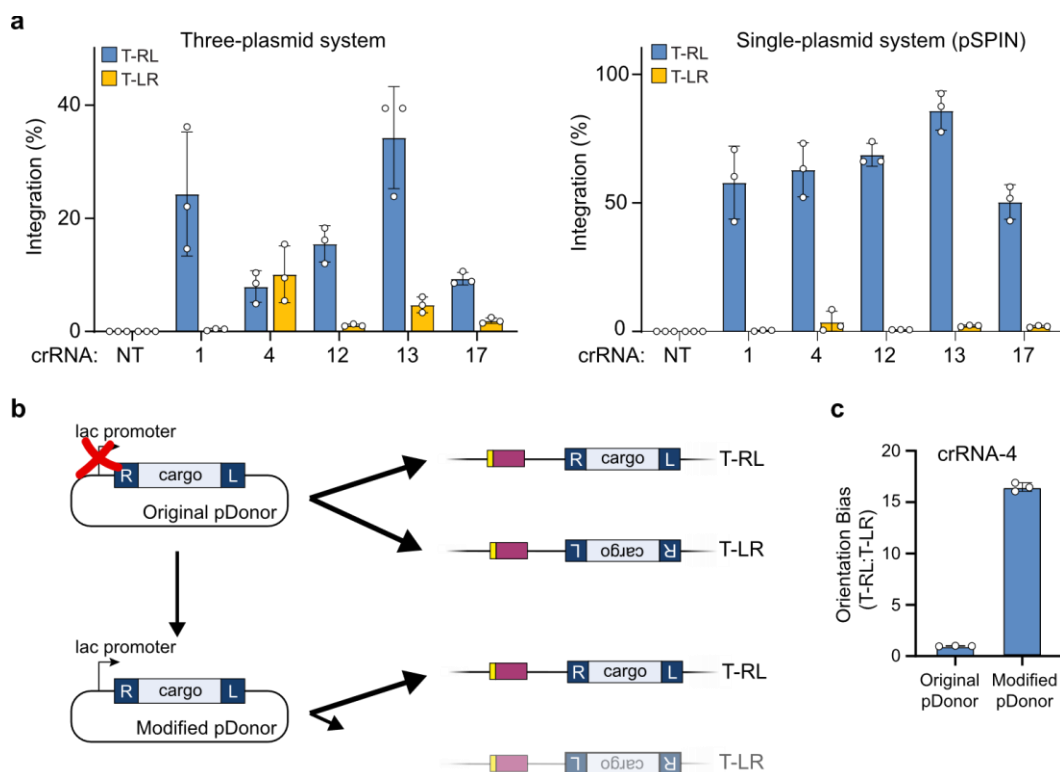 a
Three-plasmid system
T-RL
T-LR
Integration (%)
40
20
0
crRNA: NT 1 4 12 13 17
Single-plasmid system (pSPIN)
T-RL
T-LR
Integration (%)
100
50
0
crRNA: NT 1 4 12 13 17
b
lac promoter
R cargo L
Original pDonor
R cargo L T-RL
L cargo R T-LR
lac promoter
R cargo L
Modified pDonor
R cargo L T-RL
L cargo R T-LR
c
crRNA-4
Orientation Bias
(T-RL:T-LR)
20
15
10
5
0
Original
pDonor
Modified
pDonor